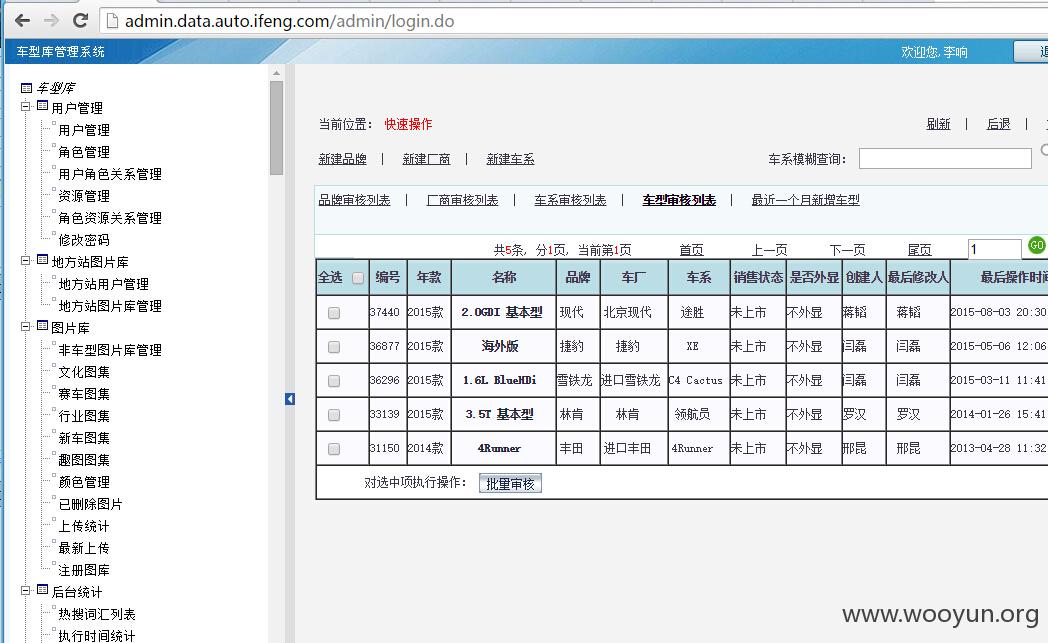 admin.data.auto.ifeng.com/admin/login.do
车型库管理系统 欢迎您, 李响
车型库
用户管理
用户管理
角色管理
用户角色关系管理
资源管理
角色资源关系管理
修改密码
地方站图片库
地方站用户管理
地方站图片库管理
图片库
非车型图片库管理
文化图集
赛车图集
行业图集
新车图集
趣图图集
颜色管理
已删除图片
上传统计
最新上传
注册图库
后台统计
热搜词汇列表
执行时间统计
当前位置： 快速操作 刷新 | 后退 |
新建品牌 | 新建厂商 | 新建车系 车系模糊查询：
品牌审核列表 | 厂商审核列表 | 车系审核列表 | 车型审核列表 | 最近一个月新增车型
共5条, 分1页, 当前第1页 首页 上一页 下一页 尾页 1 GO
全选 编号 年款 名称 品牌 车厂 车系 销售状态 是否外显 创建人 最后修改人 最后操作时间
37440 2015款 2.0GDI 基本型 现代 北京现代 途胜 未上市 不外显 蒋韬 蒋韬 2015-08-03 20:30
36877 2015款 海外版 捷豹 捷豹 XE 未上市 不外显 闫磊 闫磊 2015-05-06 12:06
36296 2015款 1.6L BlueHDi 雪铁龙 进口雪铁龙 C4 Cactus 未上市 不外显 闫磊 闫磊 2015-03-11 11:41
33139 2015款 3.5T 基本型 林肯 林肯 领航员 未上市 不外显 罗汉 罗汉 2014-01-26 15:41
31150 2014款 4Runner 丰田 进口丰田 4Runner 未上市 不外显 邢昆 邢昆 2013-04-28 11:32
对选中项执行操作： 批量审核
www.wooyun.org